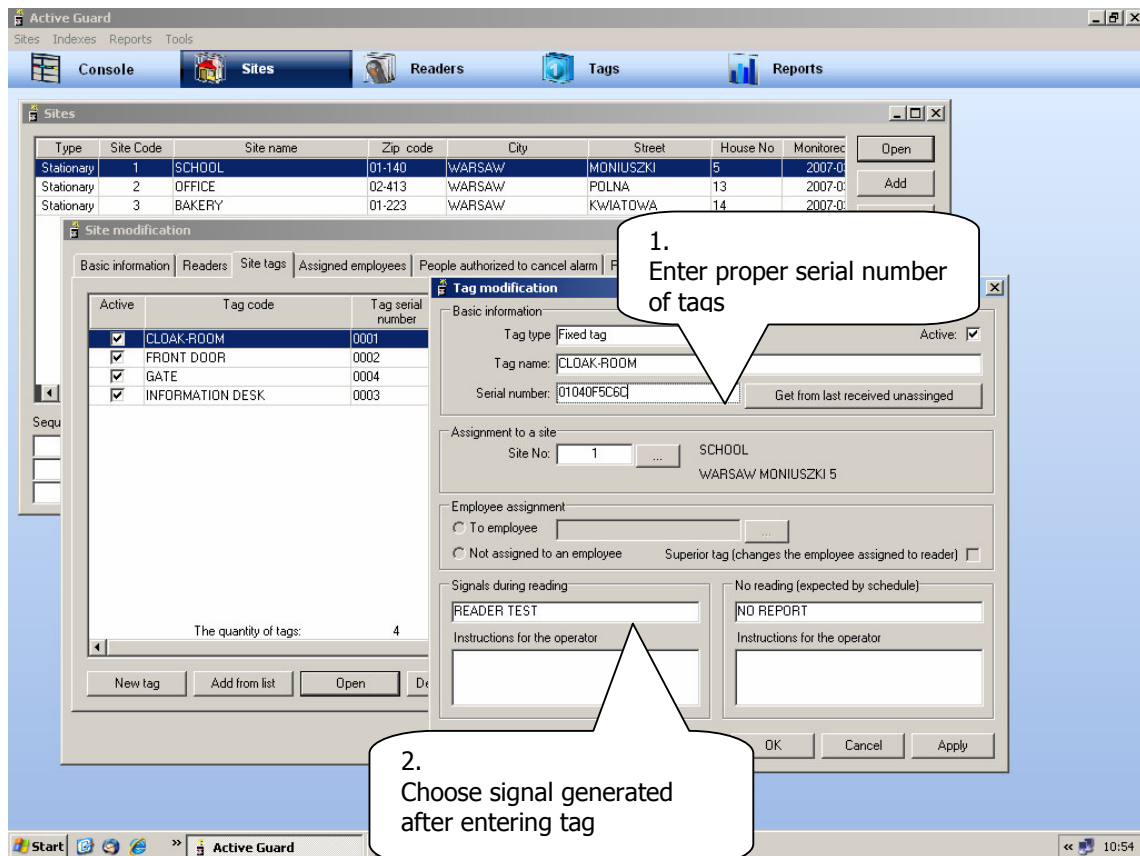 Active Guard
Sites Indexes Reports Tools
Console Sites Readers Tags Reports
Sites
Type Site Code Site name Zip code City Street House No Monitorec
Stationary 1 SCHOOL 01-140 WARSAW MONIUSZKI 5 2007-0
Stationary 2 OFFICE 02-413 WARSAW POLNA 13 2007-0
Stationary 3 BAKERY 01-223 WARSAW KWIATOWA 14 2007-0
Open
Add
Site modification
Basic information Readers Site tags Assigned employees People authorized to cancel alarm
Active Tag code Tag serial number
CLOAK-ROOM 0001
FRONT DOOR 0002
GATE 0004
INFORMATION DESK 0003
The quantity of tags: 4
New tag Add from list Open
Sequ
Tag modification
Basic information
Tag type Fixed tag Active:
Tag name: CLOAK-ROOM
Serial number: 01040F5C6C Get from last received unassinged
Assignment to a site
Site No: 1 ... SCHOOL
WARSAW MONIUSZKI 5
Employee assignment
To employee ...
Not assigned to an employee Superior tag (changes the employee assigned to reader)
Signals during reading
READER TEST
Instructions for the operator
No reading (expected by schedule)
NO REPORT
Instructions for the operator
OK Cancel Apply
1.
Enter proper serial number
of tags
2.
Choose signal generated
after entering tag
Start » Active Guard « 10:54